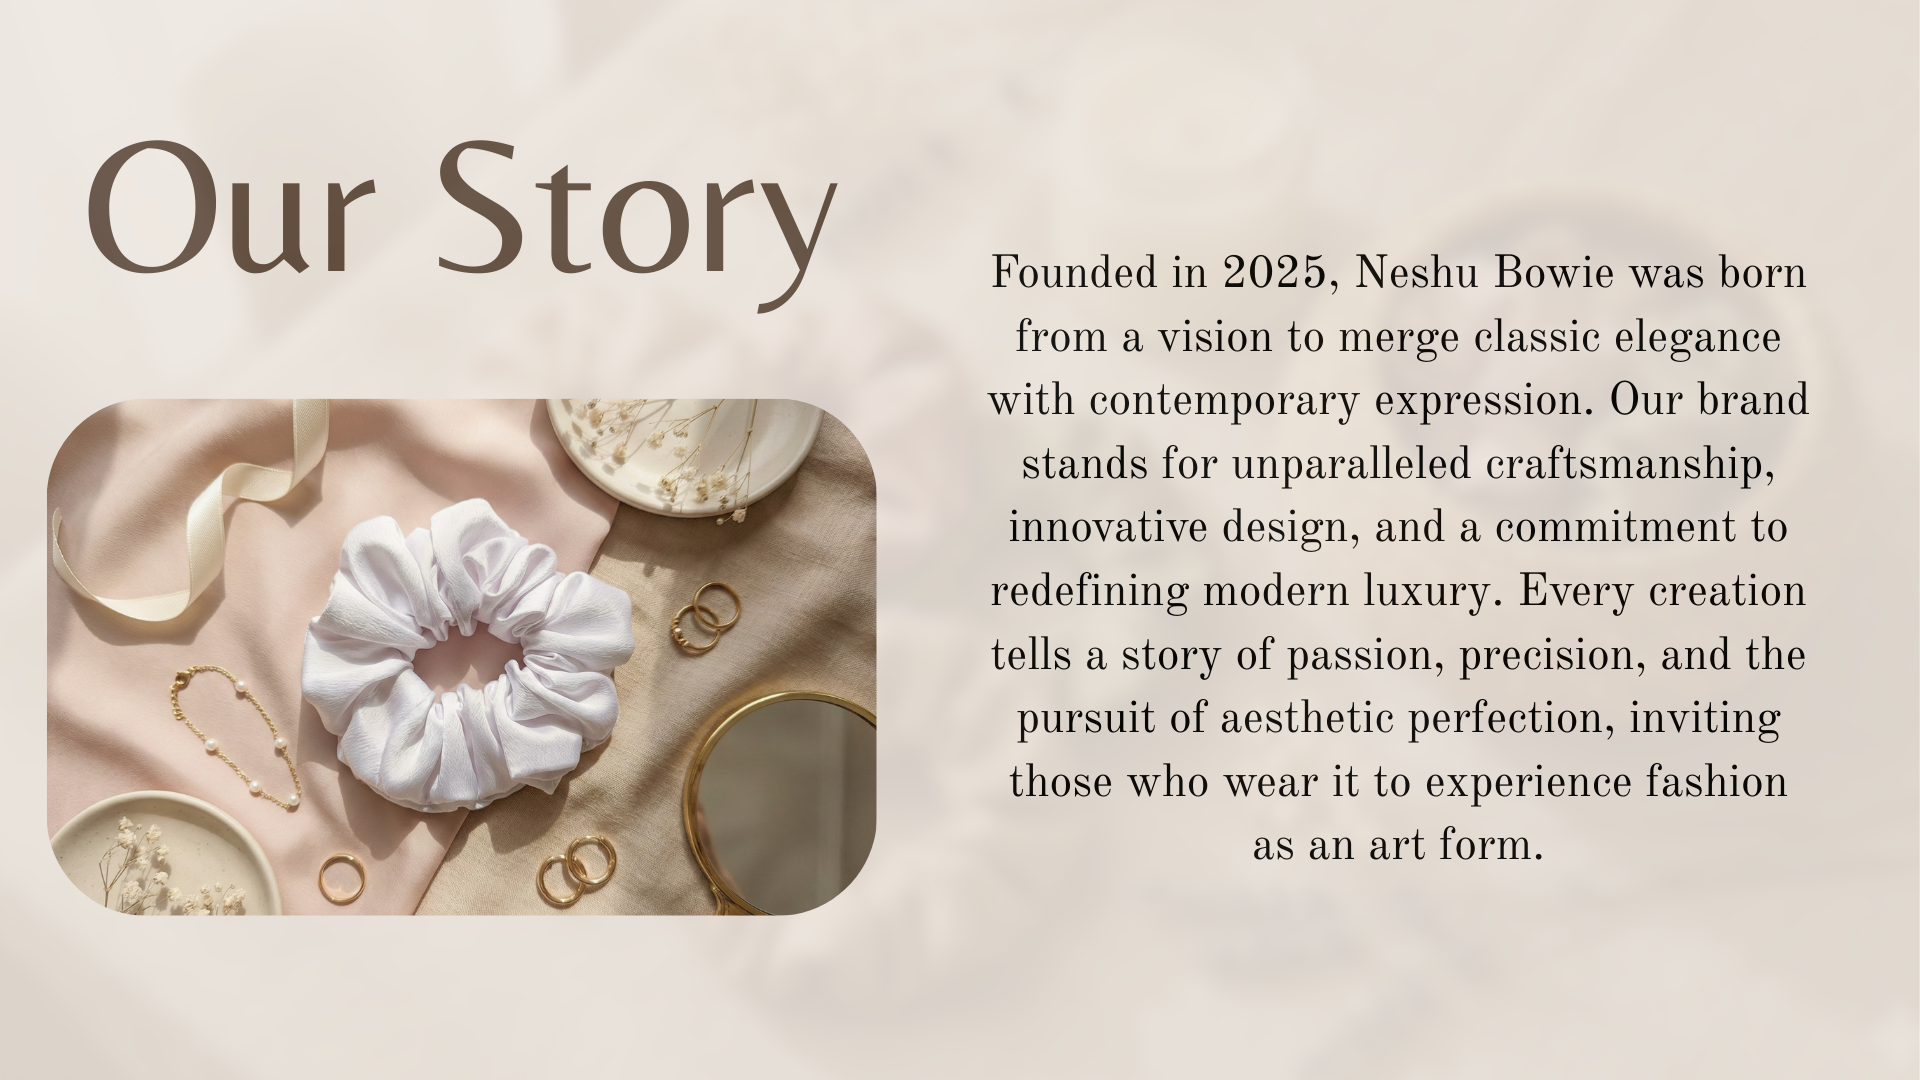 Our Story
Founded in 2025, Neshu Bowie was born
from a vision to merge classic elegance
with contemporary expression. Our brand
stands for unparalleled craftsmanship,
innovative design, and a commitment to
redefining modern luxury. Every creation
tells a story of passion, precision, and the
pursuit of aesthetic perfection, inviting
those who wear it to experience fashion
as an art form.